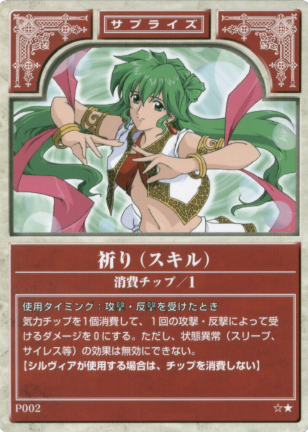 サプライズ
祈り（スキル）
消費チップ／1
使用タイミング：攻撃・反撃を受けたとき
気力チップを1個消費して、1回の攻撃・反撃によって受
けるダメージを0にする。ただし、状態異常（スリープ、
サイレス等）の効果は無効にできない。
【シルヴィアが使用する場合は、チップを消費しない】
P002 ☆★